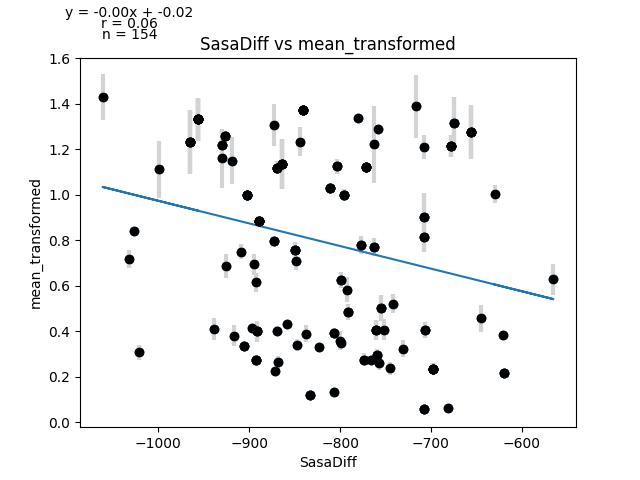 y = -0.00x + -0.02
r = 0.06
n = 154
SasaDiff vs mean_transformed
1.6
1.4
1.2
1.0
0.8
0.6
0.4
0.2
0.0
mean_transformed
−1000 −900 −800 −700 −600
SasaDiff